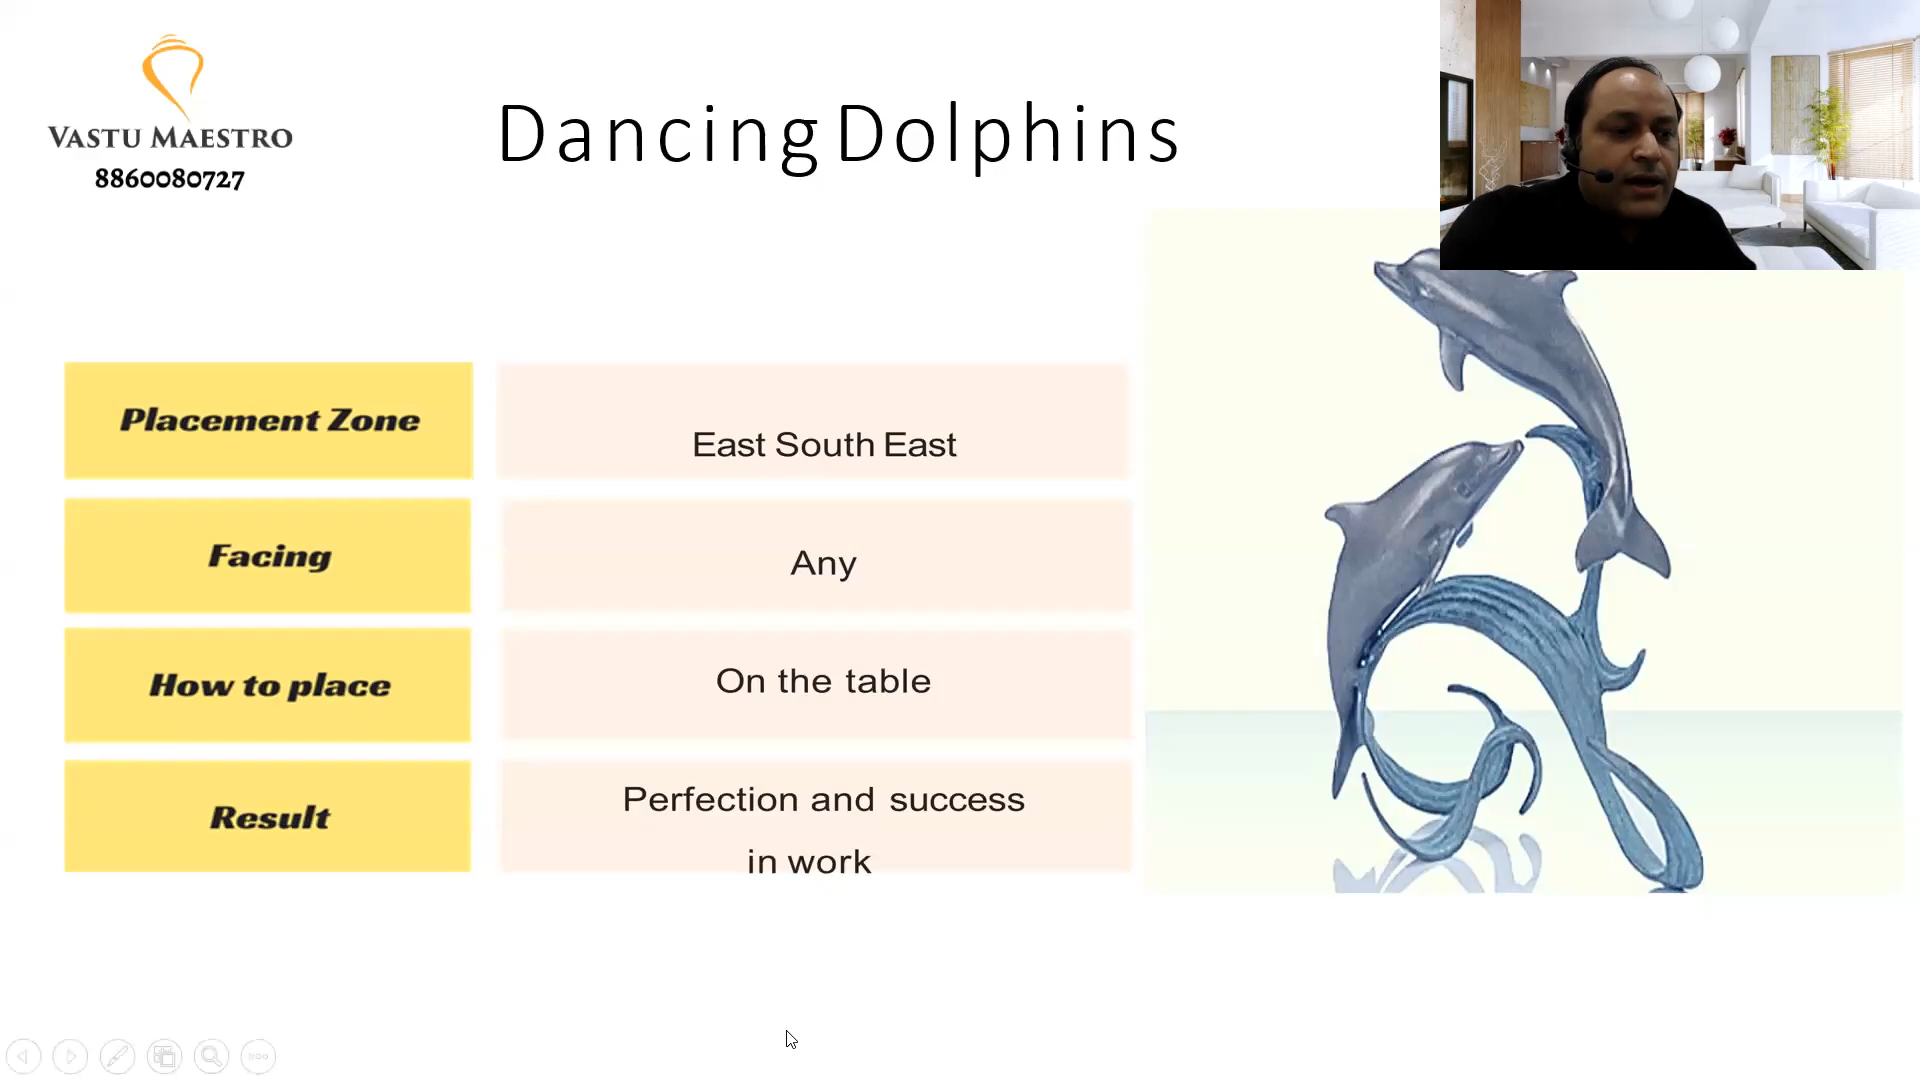 VASTU MAESTRO
8860080727
Dancing Dolphins
Placement Zone
East South East
Facing
Any
How to place
On the table
Result
Perfection and success
in work